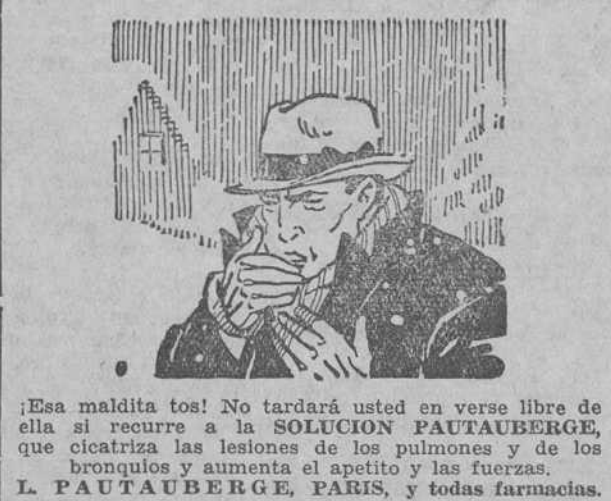 ¡Esa maldita tos! No tardará usted en verse libre de
ella si recurre a la SOLUCION PAUTAUBERGE,
que cicatriza las lesiones de los pulmones y de los
bronquios y aumenta el apetito y las fuerzas.
L. PAUTAUBERGE, PARIS, y todas farmacias.